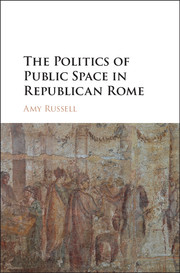 The Politics of
Public Space in
Republican Rome
Amy Russell